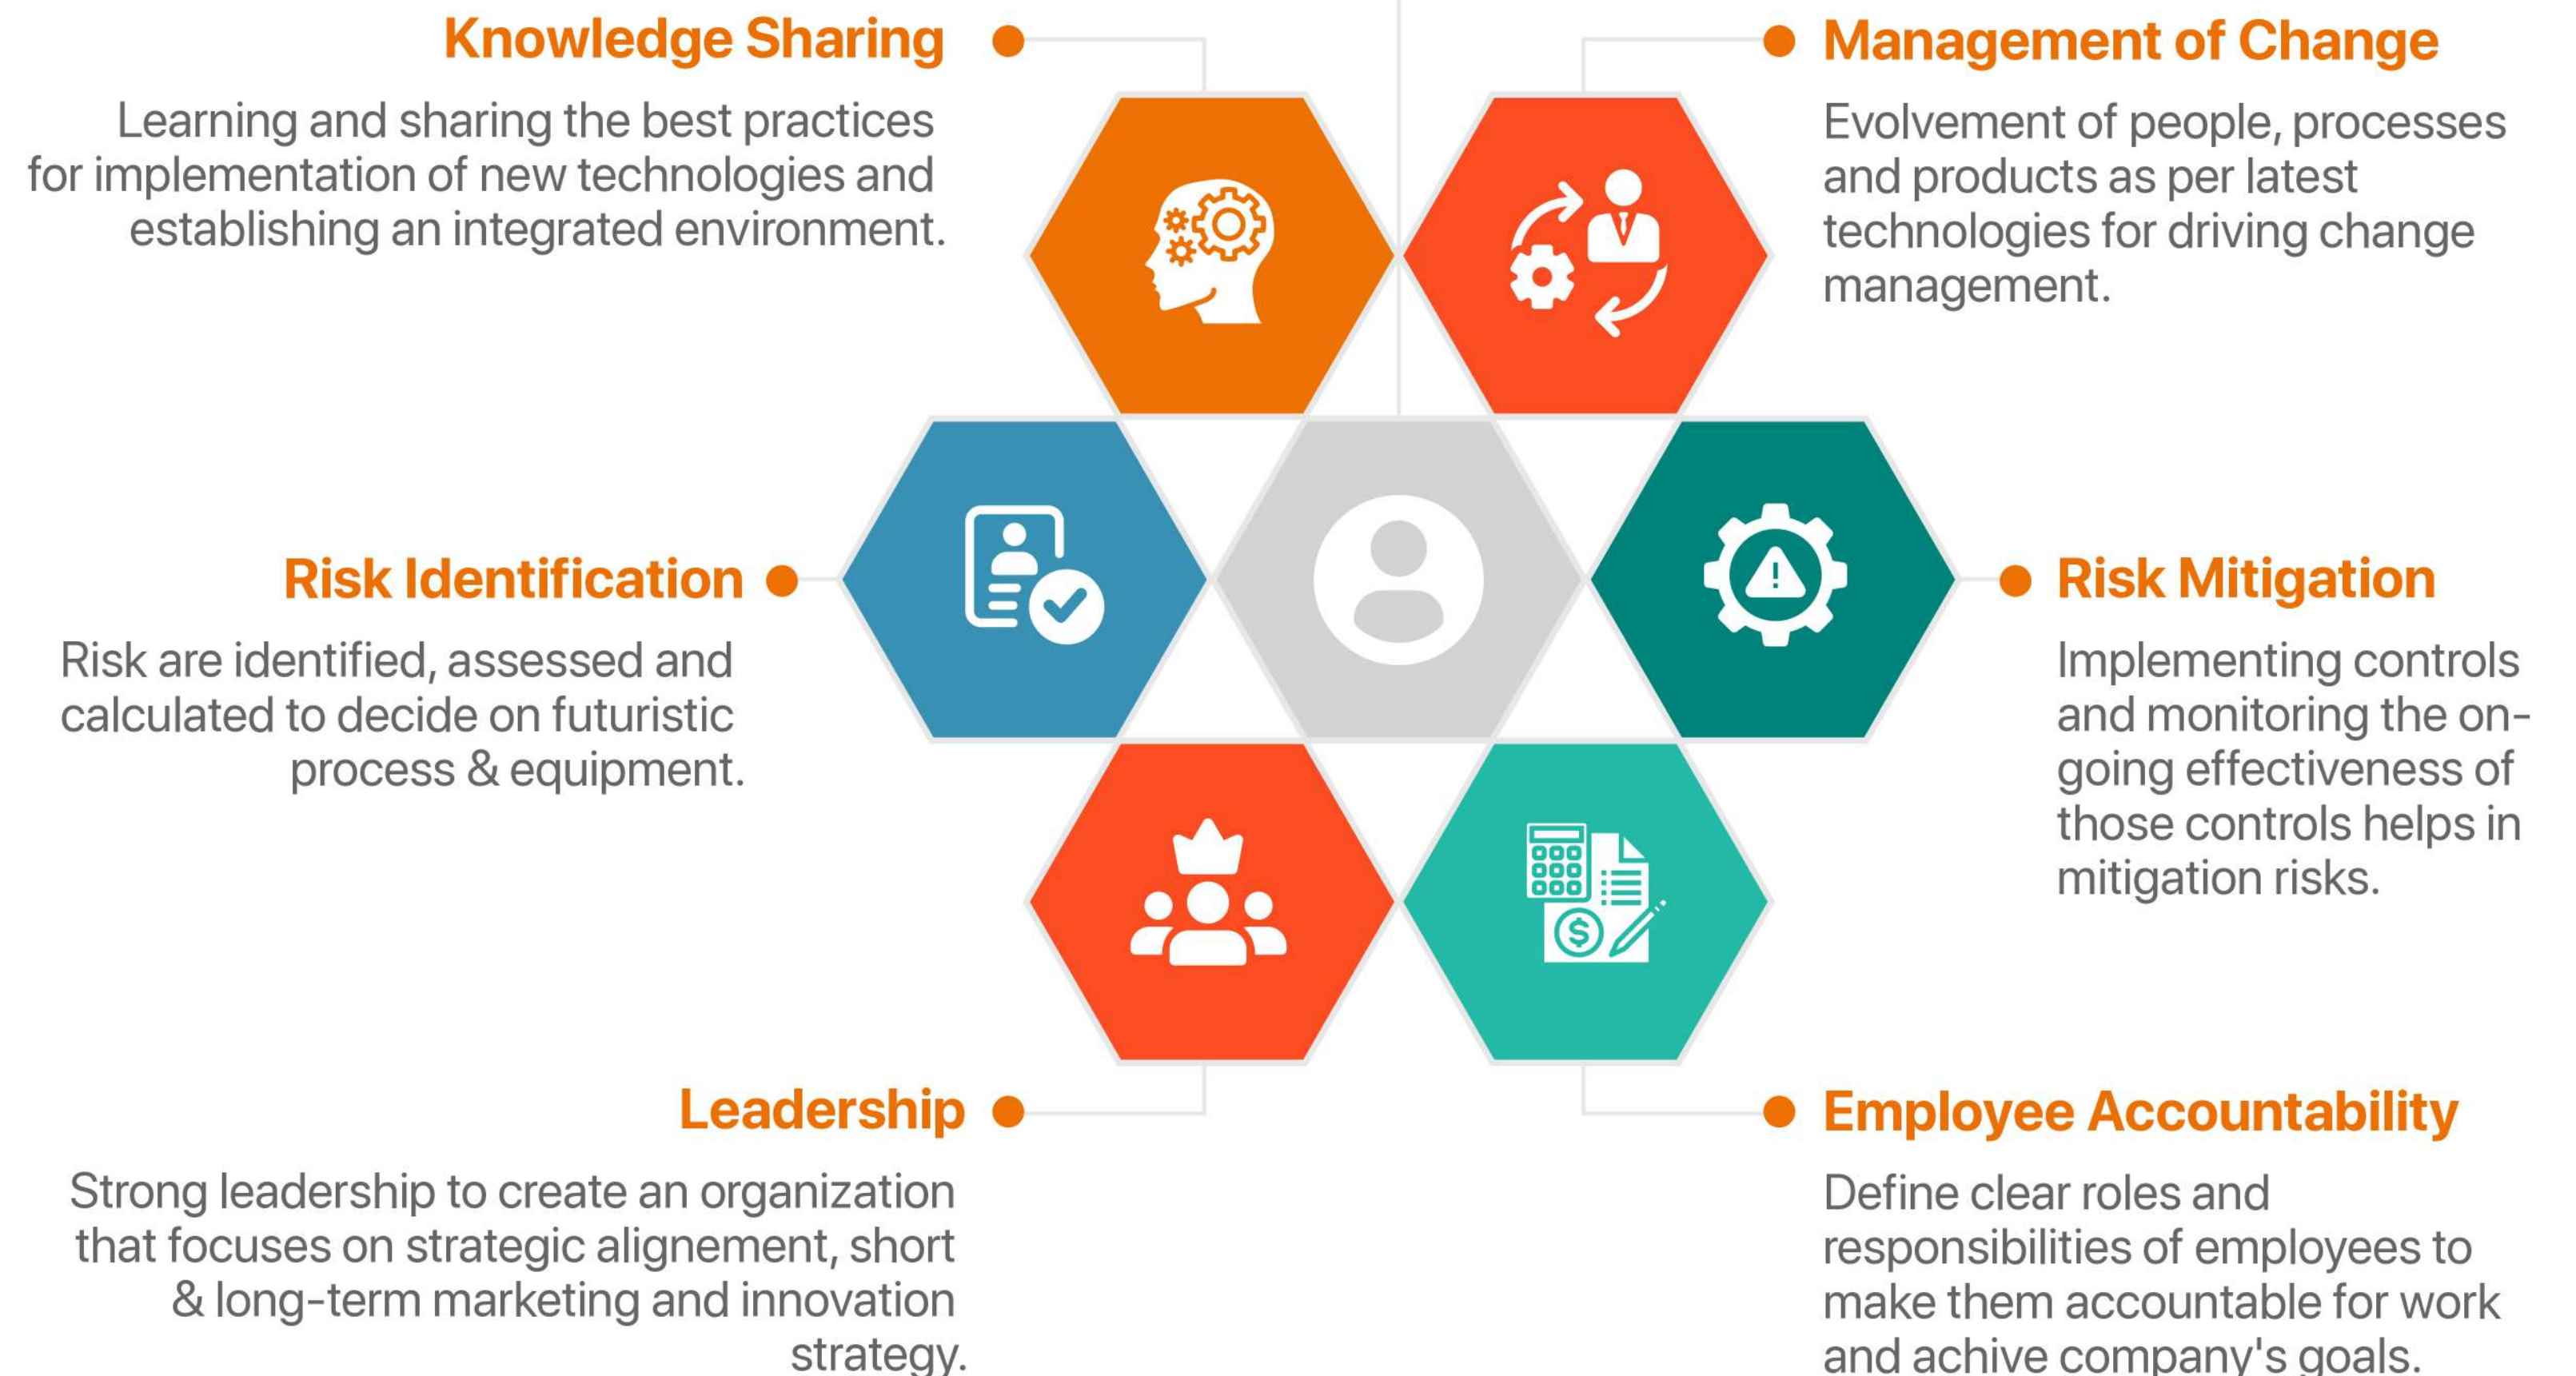 Knowledge Sharing
Learning and sharing the best practices
for implementation of new technologies and
establishing an integrated environment.
Management of Change
Evolvement of people, processes
and products as per latest
technologies for driving change
management.
Risk Identification
Risk are identified, assessed and
calculated to decide on futuristic
process & equipment.
Risk Mitigation
Implementing controls
and monitoring the on-
going effectiveness of
those controls helps in
mitigation risks.
Leadership
Strong leadership to create an organization
that focuses on strategic alignement, short
& long-term marketing and innovation
strategy.
Employee Accountability
Define clear roles and
responsibilities of employees to
make them accountable for work
and achive company's goals.